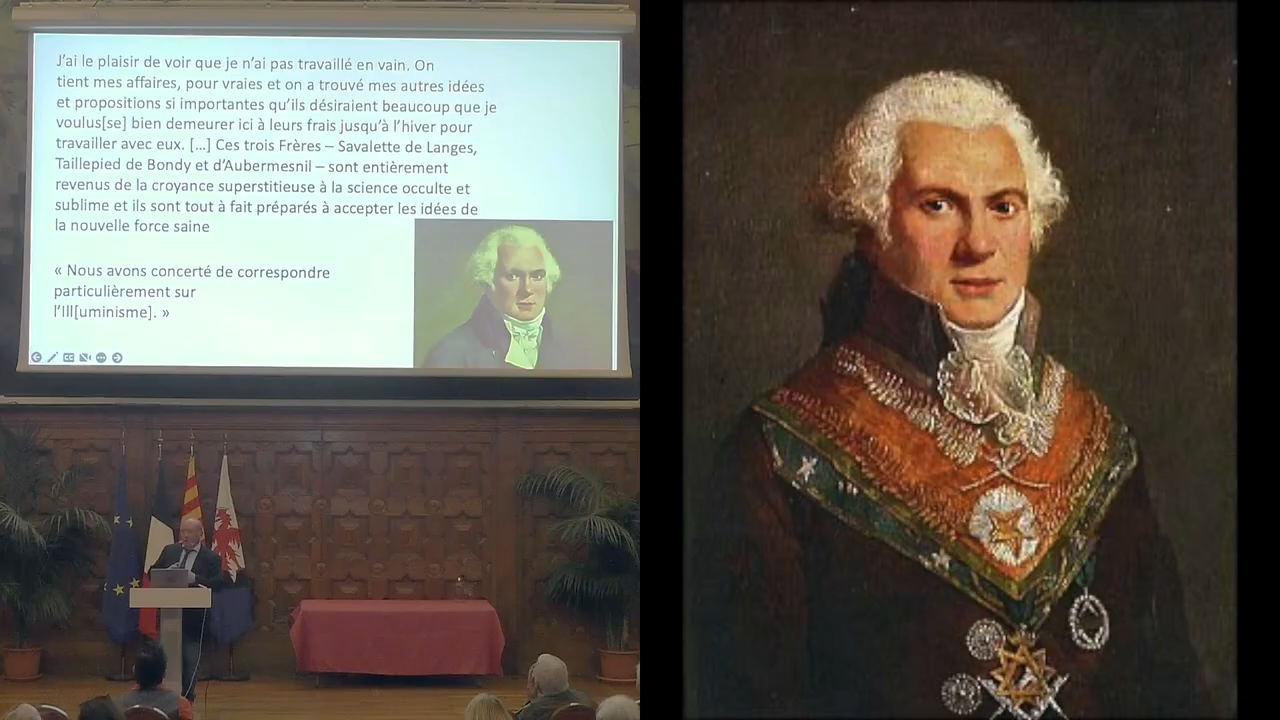 J'ai le plaisir de voir que je n'ai pas travaillé en vain. On
tient mes affaires, pour vraies et on a trouvé mes autres idées
et propositions si importantes qu'ils désiraient beaucoup que je
voulus[se] bien demeurer ici à leurs frais jusqu'à l'hiver pour
travailler avec eux. […] Ces trois Frères – Savalette de Langes,
Taillepied de Bondy et d'Aubermesnil – sont entièrement
revenus de la croyance superstitieuse à la science occulte et
sublime et ils sont tout à fait préparés à accepter les idées de
la nouvelle force saine
« Nous avons concerté de correspondre
particulièrement sur
l'Ill[uminisme]. »